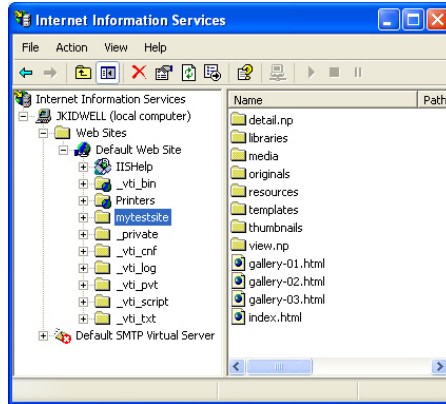 Internet Information Services
File Action View Help
Internet Information Services
JKIDWELL (local computer)
Web Sites
Default Web Site
IISHelp
_vti_bin
Printers
mytestsite
_private
_vti_cnf
_vti_log
_vti_pvt
_vti_script
_vti_txt
Default SMTP Virtual Server
Name Path
detail.np
libraries
media
originals
resources
templates
thumbnails
view.np
gallery-01.html
gallery-02.html
gallery-03.html
index.html